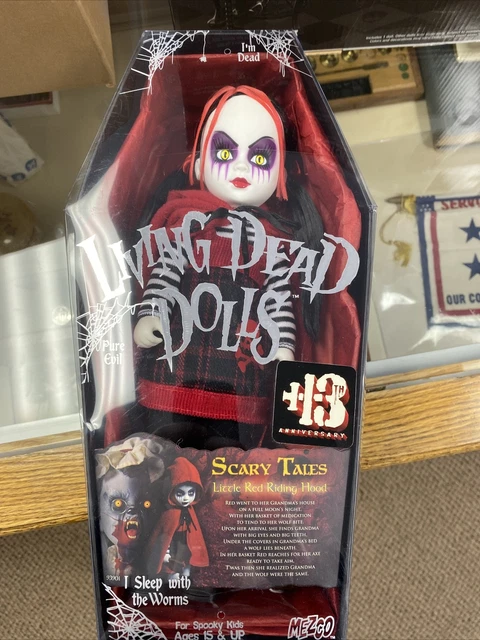 I'm
Dead
LIVING DEAD
DOLLS™
Pure
Evil
13TH
ANNIVERSARY
SCARY TALES
Little Red Riding Hood
RED WENT TO HER GRANDMA'S HOUSE
ON A FULL MOON'S NIGHT.
WITH HER BASKET OF MEDICATION
TO TEND TO HER WOLF BITE.
UPON HER ARRIVAL SHE FINDS GRANDMA
WITH BIG EYES AND BIG TEETH.
UNDER THE COVERS IN GRANDMA'S BED
A WOLF LIES BENEATH.
IN HER BASKET RED REACHES FOR HER AXE
READY TO TAKE AIM.
'TWAS THEN SHE REALIZED GRANDMA
AND THE WOLF WERE THE SAME.
I Sleep with
the Worms
For Spooky Kids
Ages 15 & UP
MEZCO
SERVI
OUR CO